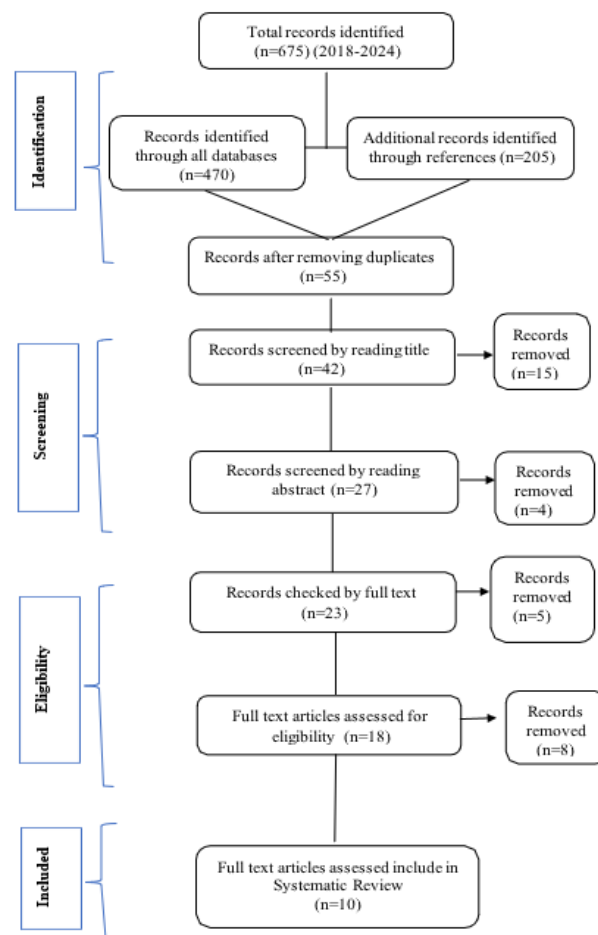 Total records identified
(n=675) (2018-2024)
Identification
Records identified
through all databases
(n=470)
Additional records identified
through references (n=205)
Records after removing duplicates
(n=55)
Screening
Records screened by reading title
(n=42)
Records
removed
(n=15)
Records screened by reading
abstract (n=27)
Records
removed
(n=4)
Eligibility
Records checked by full text
(n=23)
Records
removed
(n=5)
Full text articles assessed for
eligibility (n=18)
Records
removed
(n=8)
Included
Full text articles assessed include in
Systematic Review
(n=10)